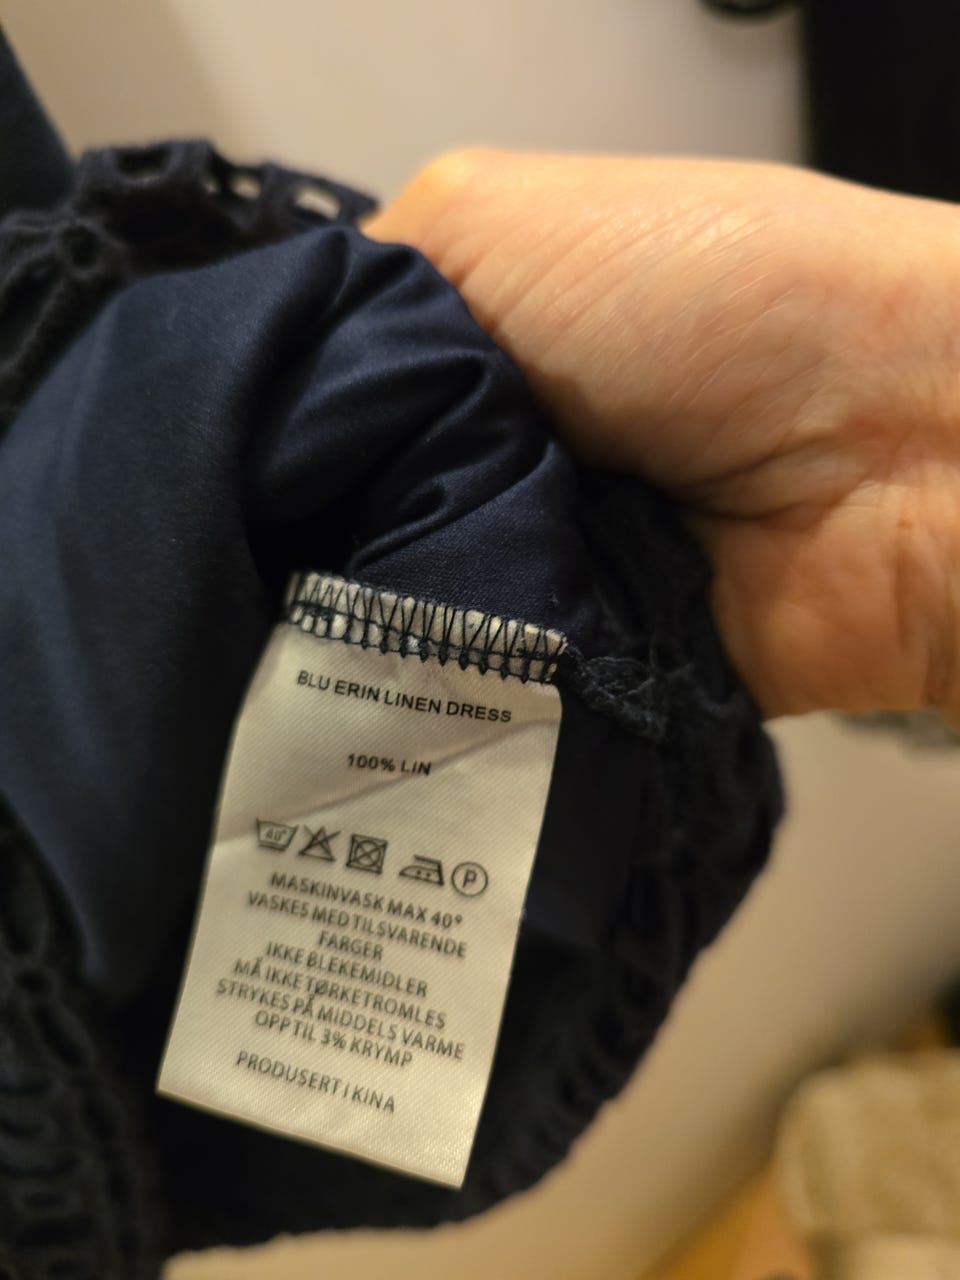 BLU ERIN LINEN DRESS
100% LIN
40°
P
MASKINVASK MAX 40°
VASKES MED TILSVARENDE
FARGER
IKKE BLEKEMIDLER
MÅ IKKE TØRKETROMLES
STRYKES PÅ MIDDELS VARME
OPPTIL 3% KRYMP
PRODUSERT I KINA